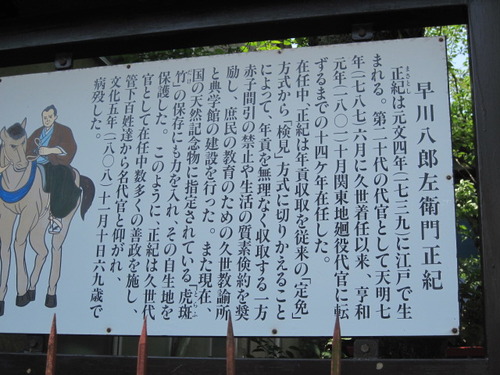 早川八郎左衛門 正紀
まさとし
正紀は元文四年(一七三九)に江戸で生
まれる。第二十代の代官として天明七
年(一七八七)六月に久世着任以来、享和
元年(一八〇一)十月関東地廻役代官に転
ずるまでの十四ケ年在任した。
在任中、正紀は年貢収取を従来の「定免」
方式から「検見」方式に切りかえること
によって、年貢を無理なく収取する一方
赤子間引の禁止や生活の質素倹約を奨
励し、庶民の教育のための久世教諭所
と典学館の建設を行った。また現在、
国の天然記念物に指定されている「虎斑
竹」の保存にも力を入れ、その自生地を
保護した。このように、正紀は久世代
官として在任中数多くの善政を施し、
管下百姓達から名代官と仰がれ、
文化五年(一八〇八)十一月十日六九歳で
病殁した。